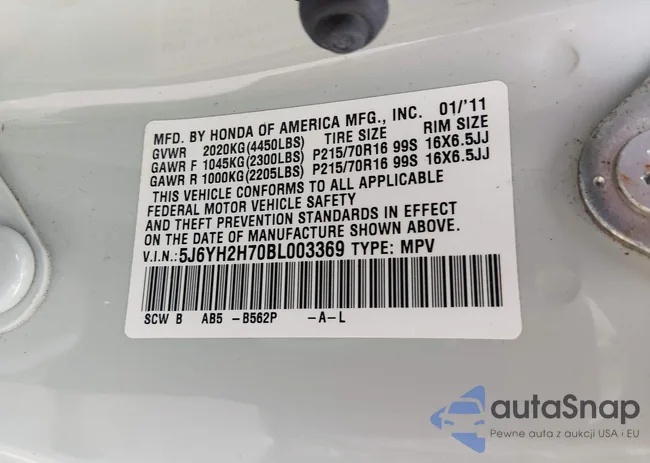 MFD. BY HONDA OF AMERICA MFG., INC. 01/'11
GVWR 2020KG(4450LBS) TIRE SIZE RIM SIZE
GAWR F 1045KG(2300LBS) P215/70R16 99S 16X6.5JJ
GAWR R 1000KG(2205LBS) P215/70R16 99S 16X6.5JJ
THIS VEHICLE CONFORMS TO ALL APPLICABLE
FEDERAL MOTOR VEHICLE SAFETY
AND THEFT PREVENTION STANDARDS IN EFFECT
ON THE DATE OF MANUFACTURE SHOWN ABOVE.
V.I.N.:5J6YH2H70BL003369 TYPE: MPV
SCW B AB5 -B562P -A-L
autaSnap
Pewne auta z aukcji USA i EU